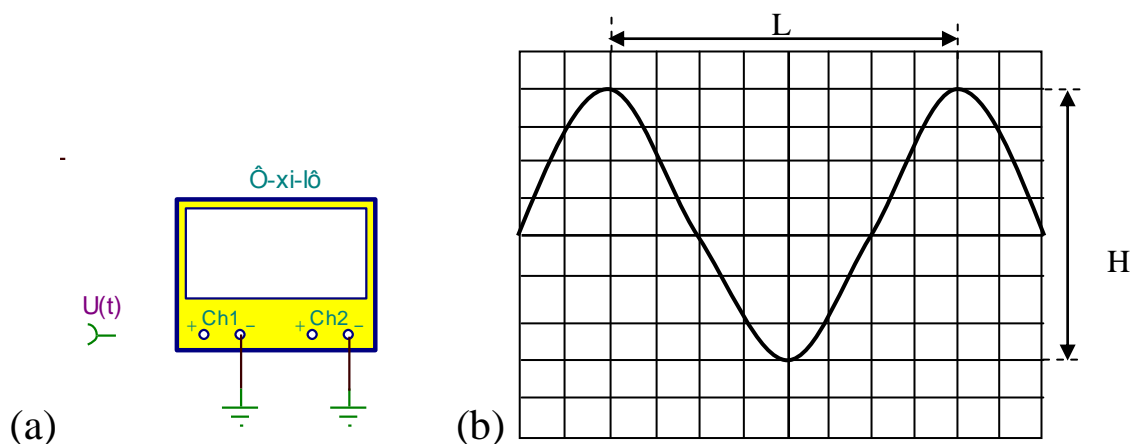 Ô-xi-lô
U(t)
+ Ch1 −
+ Ch2 −
(a)
L
H
(b)